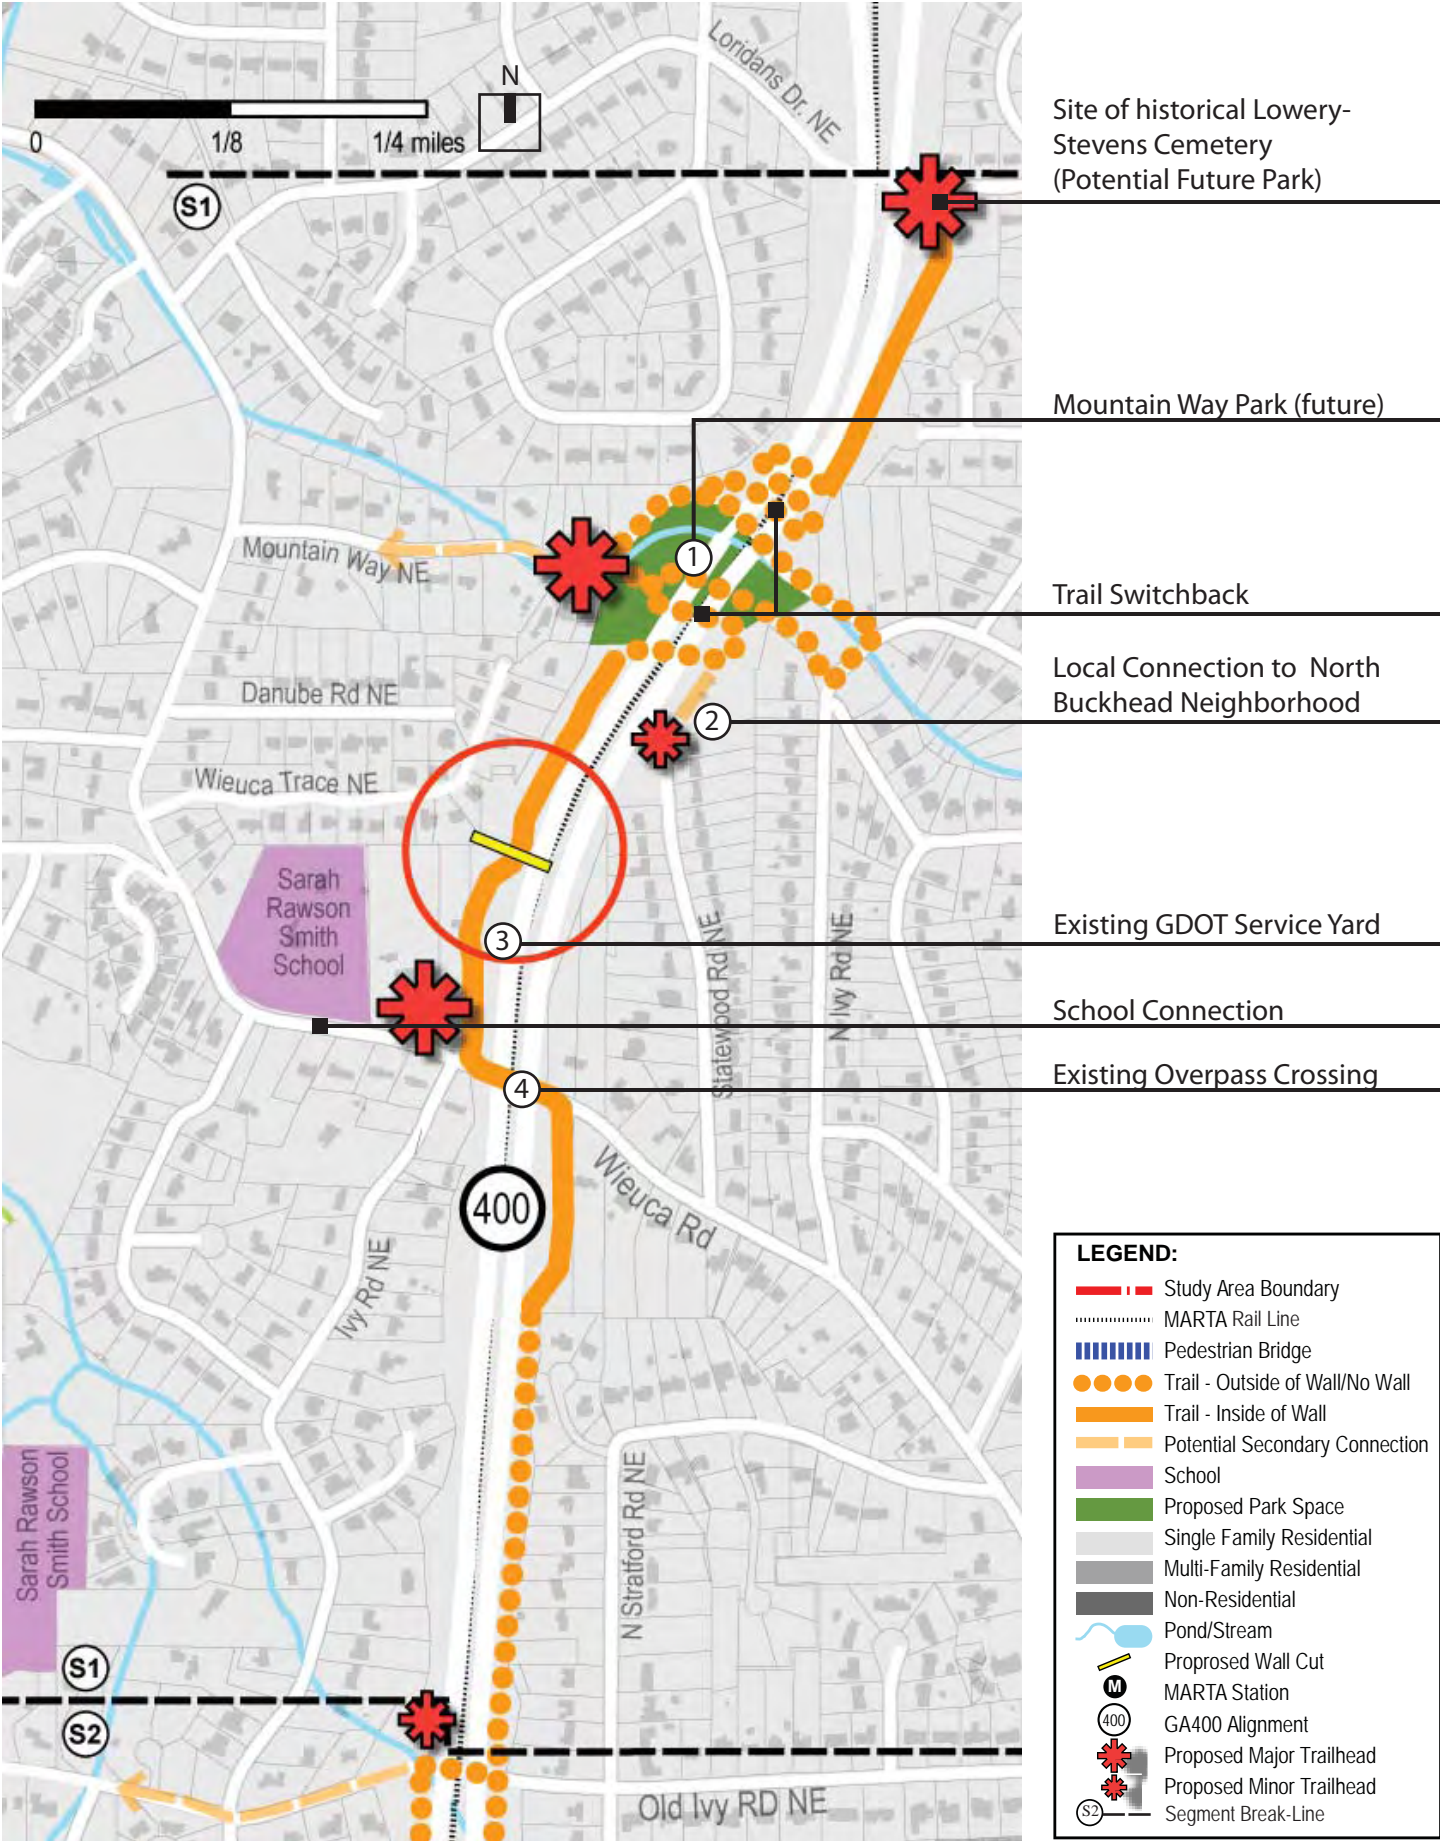 N
0
1/8
1/4 miles
S1
Loridans Dr. NE
Site of historical Lowery-
Stevens Cemetery
(Potential Future Park)
Mountain Way Park (future)
1
Mountain Way NE
Trail Switchback
Local Connection to North
Buckhead Neighborhood
2
Danube Rd NE
Wieuca Trace NE
Sarah
Rawson
Smith
School
3
Existing GDOT Service Yard
Statewood Rd NE
N Ivy Rd NE
School Connection
Existing Overpass Crossing
4
400
Wieuca Rd
Ivy Rd NE
N Stratford Rd NE
Sarah Rawson
Smith School
S1
S2
Old Ivy RD NE
LEGEND:
Study Area Boundary
MARTA Rail Line
Pedestrian Bridge
Trail - Outside of Wall/No Wall
Trail - Inside of Wall
Potential Secondary Connection
School
Proposed Park Space
Single Family Residential
Multi-Family Residential
Non-Residential
Pond/Stream
Proprosed Wall Cut
M MARTA Station
400 GA400 Alignment
Proposed Major Trailhead
Proposed Minor Trailhead
S2 Segment Break-Line